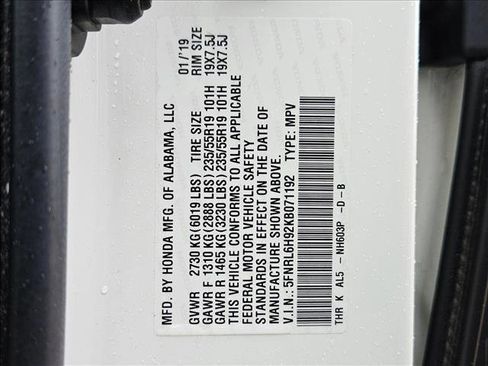 MFD. BY HONDA MFG. OF ALABAMA, LLC 01/'19
GVWR 2730 KG(6019 LBS) TIRE SIZE RIM SIZE
GAWR F 1310 KG(2888 LBS) 235/55R19 101H 19X7.5J
GAWR R 1465 KG(3230 LBS) 235/55R19 101H 19X7.5J
THIS VEHICLE CONFORMS TO ALL APPLICABLE
FEDERAL MOTOR VEHICLE SAFETY
STANDARDS IN EFFECT ON THE DATE OF
MANUFACTURE SHOWN ABOVE.
V.I.N.: 5FNRL6H92KB071192 TYPE: MPV
THR K AL5 - NH603P -D -B